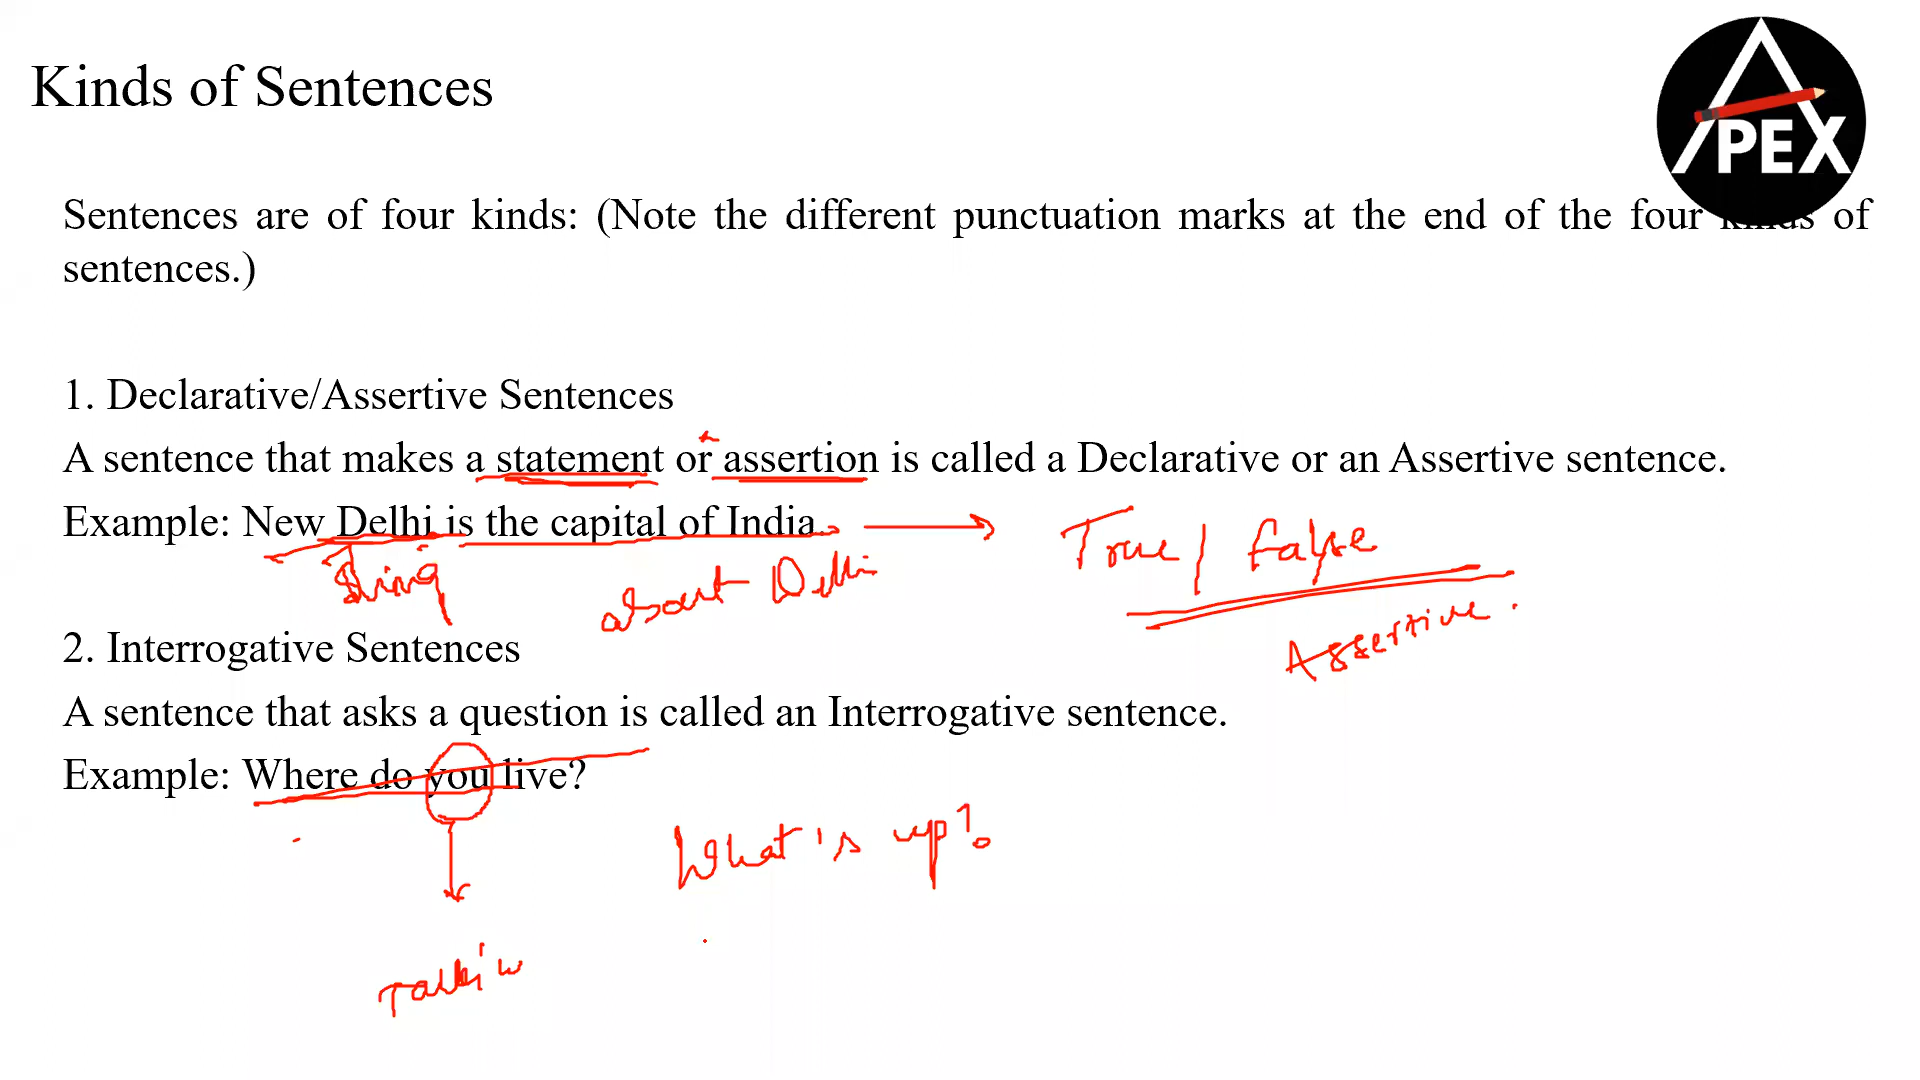 Kinds of Sentences
APEX
Sentences are of four kinds: (Note the different punctuation marks at the end of the four kinds of
sentences.)
1. Declarative/Assertive Sentences
A sentence that makes a statement or assertion is called a Declarative or an Assertive sentence.
Example: New Delhi is the capital of India.
True/ false
about Delhi
Assertive.
2. Interrogative Sentences
A sentence that asks a question is called an Interrogative sentence.
Example: Where do you live?
What's up?